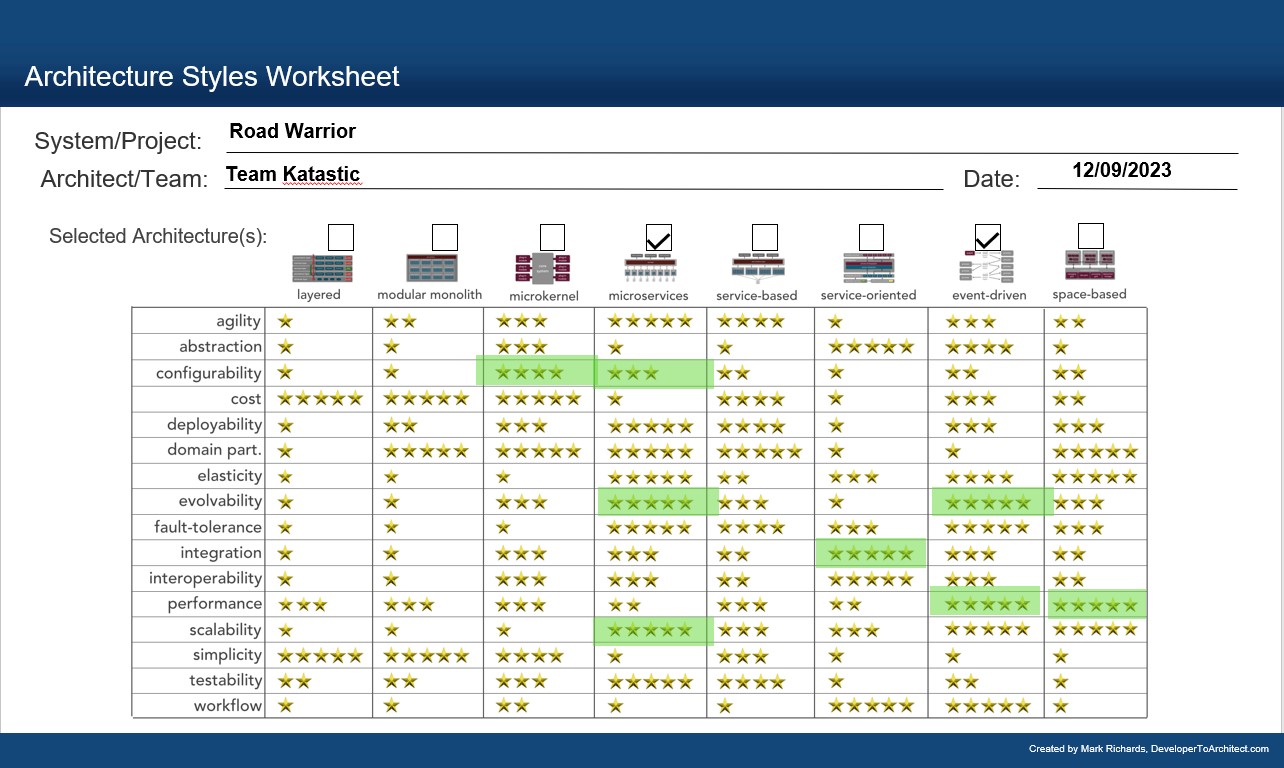 Architecture Styles Worksheet
System/Project: Road Warrior
Architect/Team: Team Katastic Date: 12/09/2023
Selected Architecture(s):
layered modular monolith microkernel microservices service-based service-oriented event-driven space-based
agility
abstraction
configurability
cost
deployability
domain part.
elasticity
evolvability
fault-tolerance
integration
interoperability
performance
scalability
simplicity
testability
workflow
Created by Mark Richards, DeveloperToArchitect.com